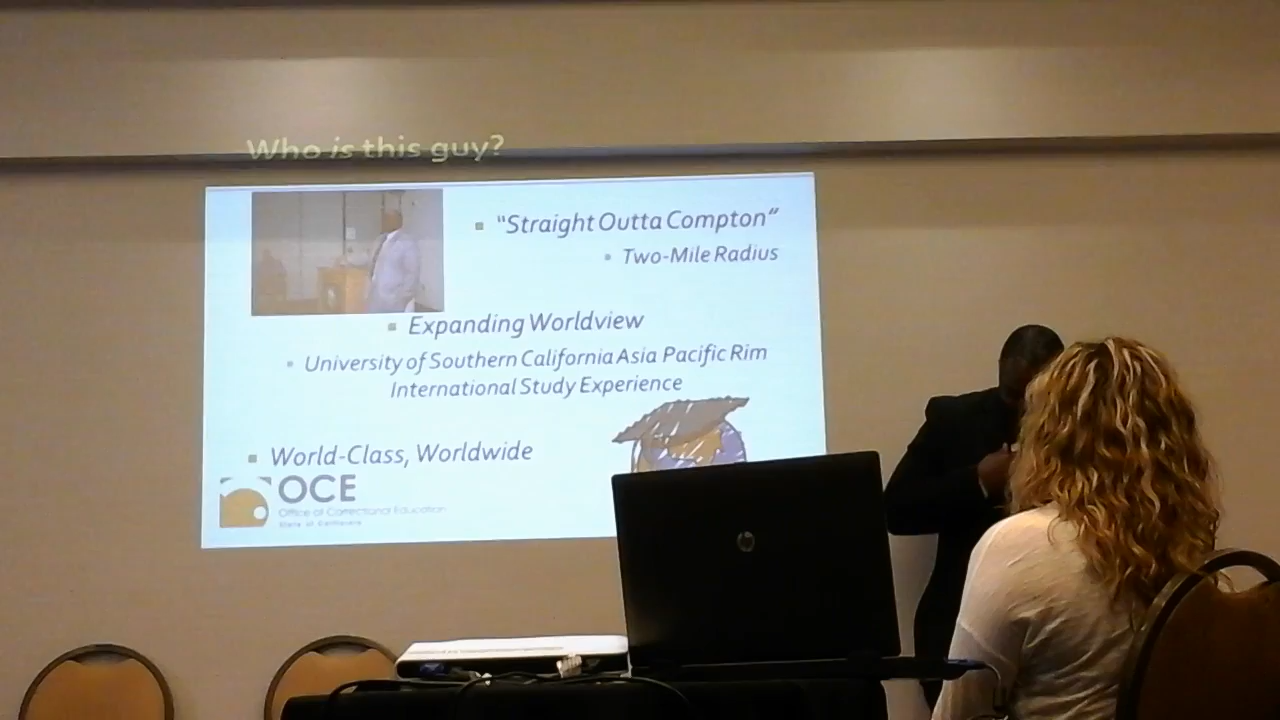 Who is this guy?
"Straight Outta Compton"
Two-Mile Radius
Expanding Worldview
University of Southern California Asia Pacific Rim
International Study Experience
World-Class, Worldwide
OCE
Office of Correctional Education
hp